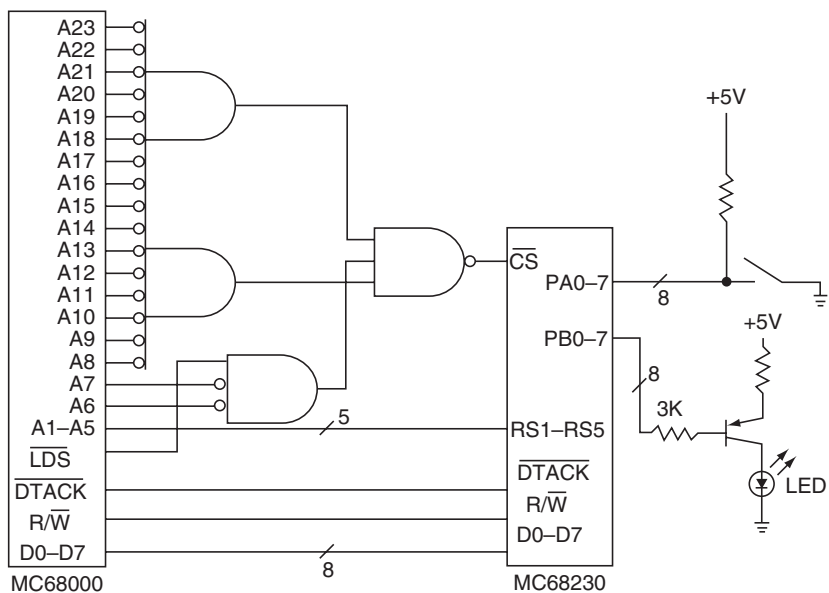 A23
A22
A21
A20
A19
A18
A17
A16
A15
A14
A13
A12
A11
A10
A9
A8
A7
A6
A1–A5
LDS
DTACK
R/W
D0–D7
MC68000
5
8
CS
PA0–7
PB0–7
RS1–RS5
DTACK
R/W
D0–D7
MC68230
+5V
8
+5V
8
3K
LED